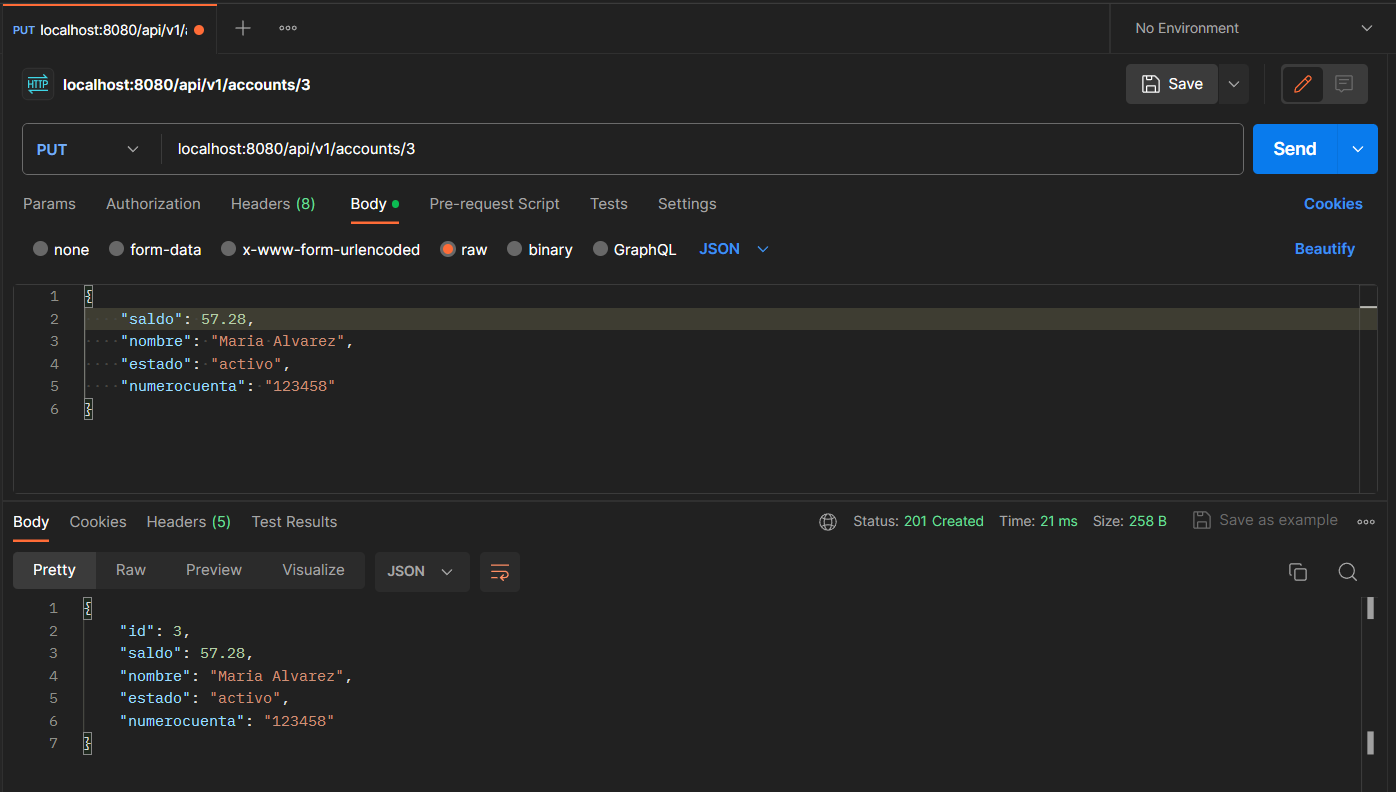 PUT localhost:8080/api/v1/a
No Environment
HTTP localhost:8080/api/v1/accounts/3
Save
PUT localhost:8080/api/v1/accounts/3
Send
Params Authorization Headers (8) Body Pre-request Script Tests Settings Cookies
none form-data x-www-form-urlencoded raw binary GraphQL JSON Beautify
1 {
2 "saldo": 57.28,
3 "nombre": "Maria Alvarez",
4 "estado": "activo",
5 "numerocuenta": "123458"
6 }
Body Cookies Headers (5) Test Results Status: 201 Created Time: 21 ms Size: 258 B Save as example
Pretty Raw Preview Visualize JSON
1 {
2 "id": 3,
3 "saldo": 57.28,
4 "nombre": "Maria Alvarez",
5 "estado": "activo",
6 "numerocuenta": "123458"
7 }